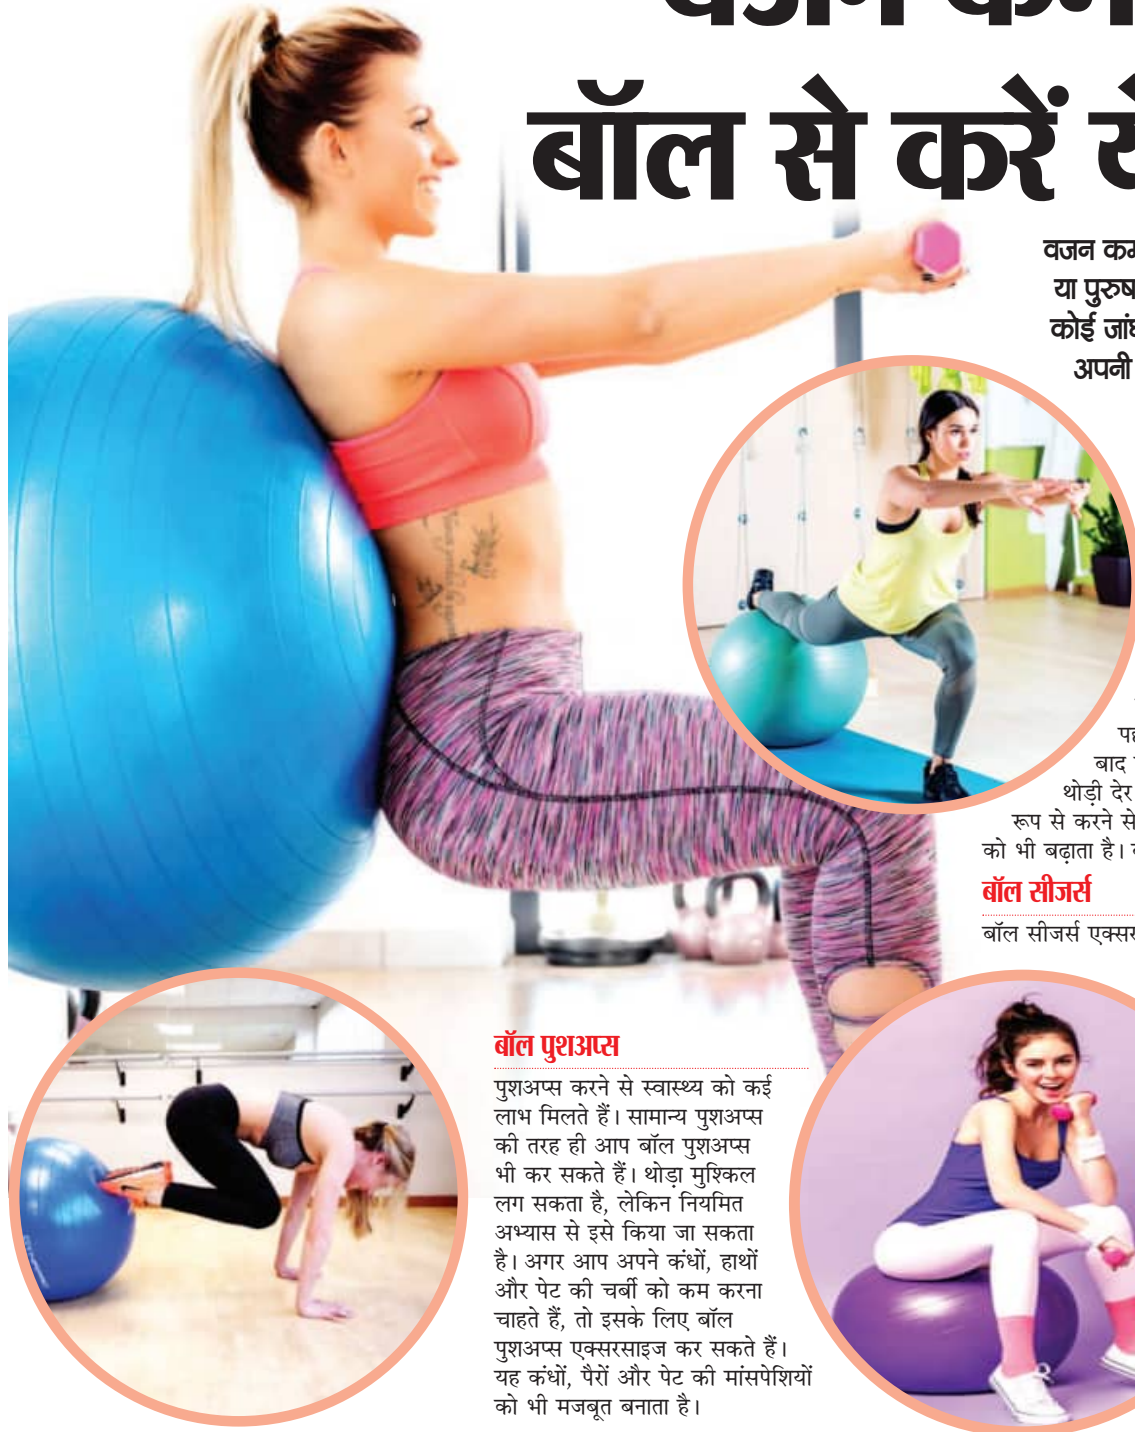 बॉल से करें
वजन कम
या पुरुष
कोई
अपनी
बाद
थोड़ी देर
रूप से करने से
को भी बढ़ाता है।
बॉल सीजर्स
बॉल सीजर्स
बॉल पुशअप्स
पुशअप्स करने से स्वास्थ्य को कई
लाभ मिलते हैं। सामान्य पुशअप्स
की तरह ही आप बॉल पुशअप्स
भी कर सकते हैं। थोड़ा मुश्किल
लग सकता है, लेकिन नियमित
अभ्यास से इसे किया जा सकता
है। अगर आप अपने कंधों, हाथों
और पेट की चर्बी को कम करना
चाहते हैं, तो इसके लिए बॉल
पुशअप्स एक्सरसाइज कर सकते हैं।
यह कंधों, पैरों और पेट की मांसपेशियों
को भी मजबूत बनाता है।